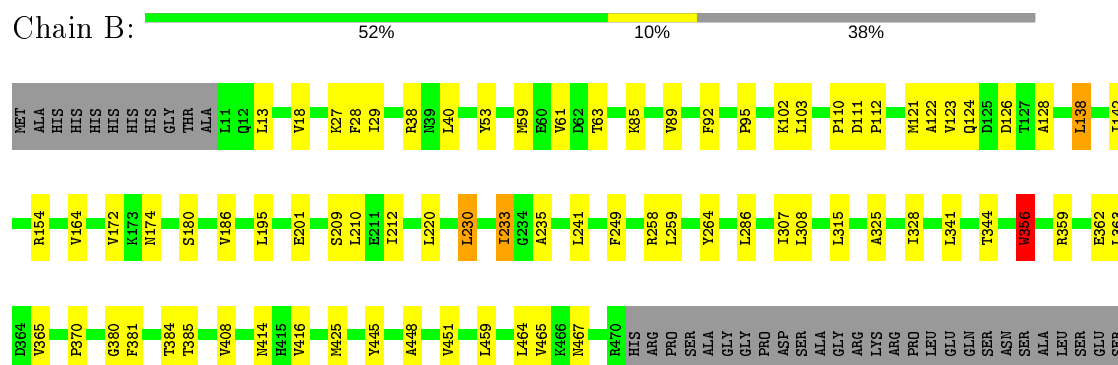 Chain B:
52% 10% 38%
MET ALA HIS HIS HIS HIS HIS HIS GLY THR ALA L11 Q12 L13 V18 K27 F28 I29 R38 N39 L40 Y53 M59 E60 V61 D62 T63 K85 V89 F92 P95 K102 L103 P110 D111 P112 M121 A122 V123 Q124 D125 D126 T127 A128 L138
R154 V164 V172 K173 N174 S180 V186 L195 E201 S209 L210 E211 I212 L220 L230 I233 G234 A235 L241 F249 R258 L259 Y264 L286 I307 L308 L315 A325 I328 L341 T344 W356 R359 E362
D364 V365 P370 G380 F381 T384 T385 V408 N414 H415 V416 M425 Y445 A448 V451 L459 L464 V465 K466 N467 R470 HIS ARG PRO SER ALA GLY GLY PRO ASP SER ALA GLY ARG LYS ARG PRO LEU GLU GLN SER ASN SER ALA LEU SER GLU